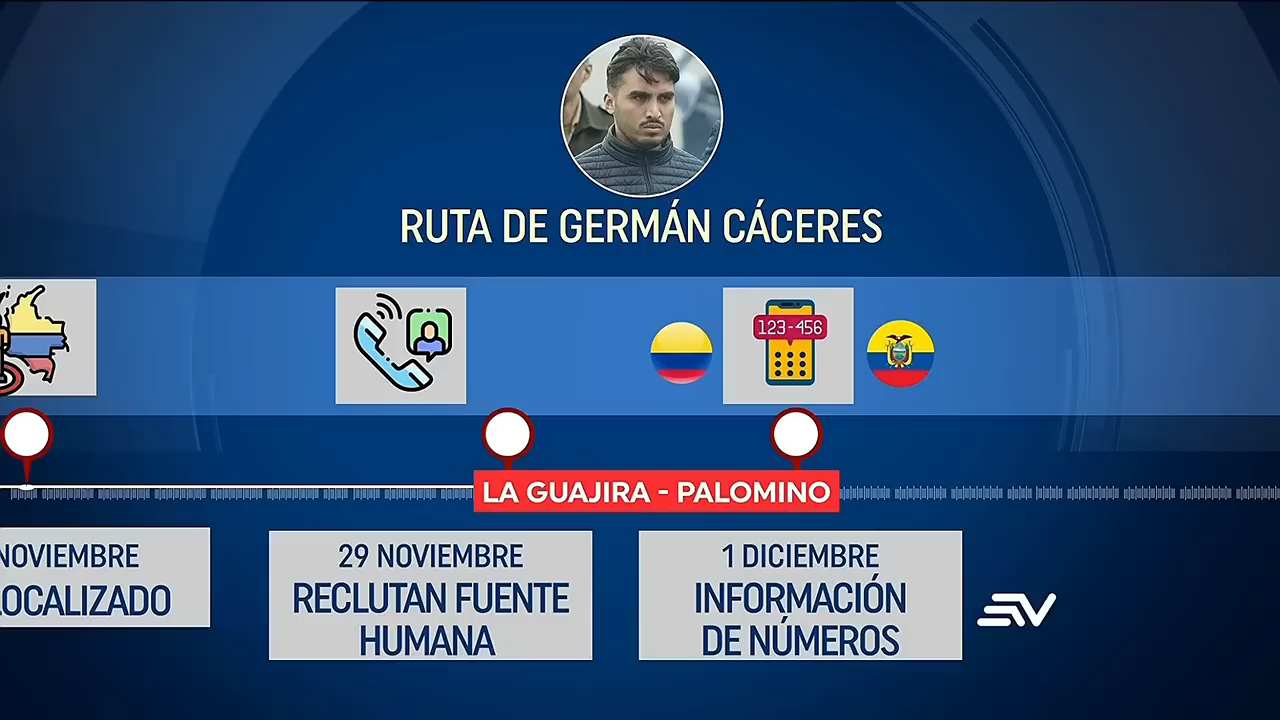 RUTA DE GERMÁN CÁCERES
123-456
LA GUAJIRA - PALOMINO
NOVIEMBRE
LOCALIZADO
29 NOVIEMBRE
RECLUTAN FUENTE
HUMANA
1 DICIEMBRE
INFORMACIÓN
DE NÚMEROS